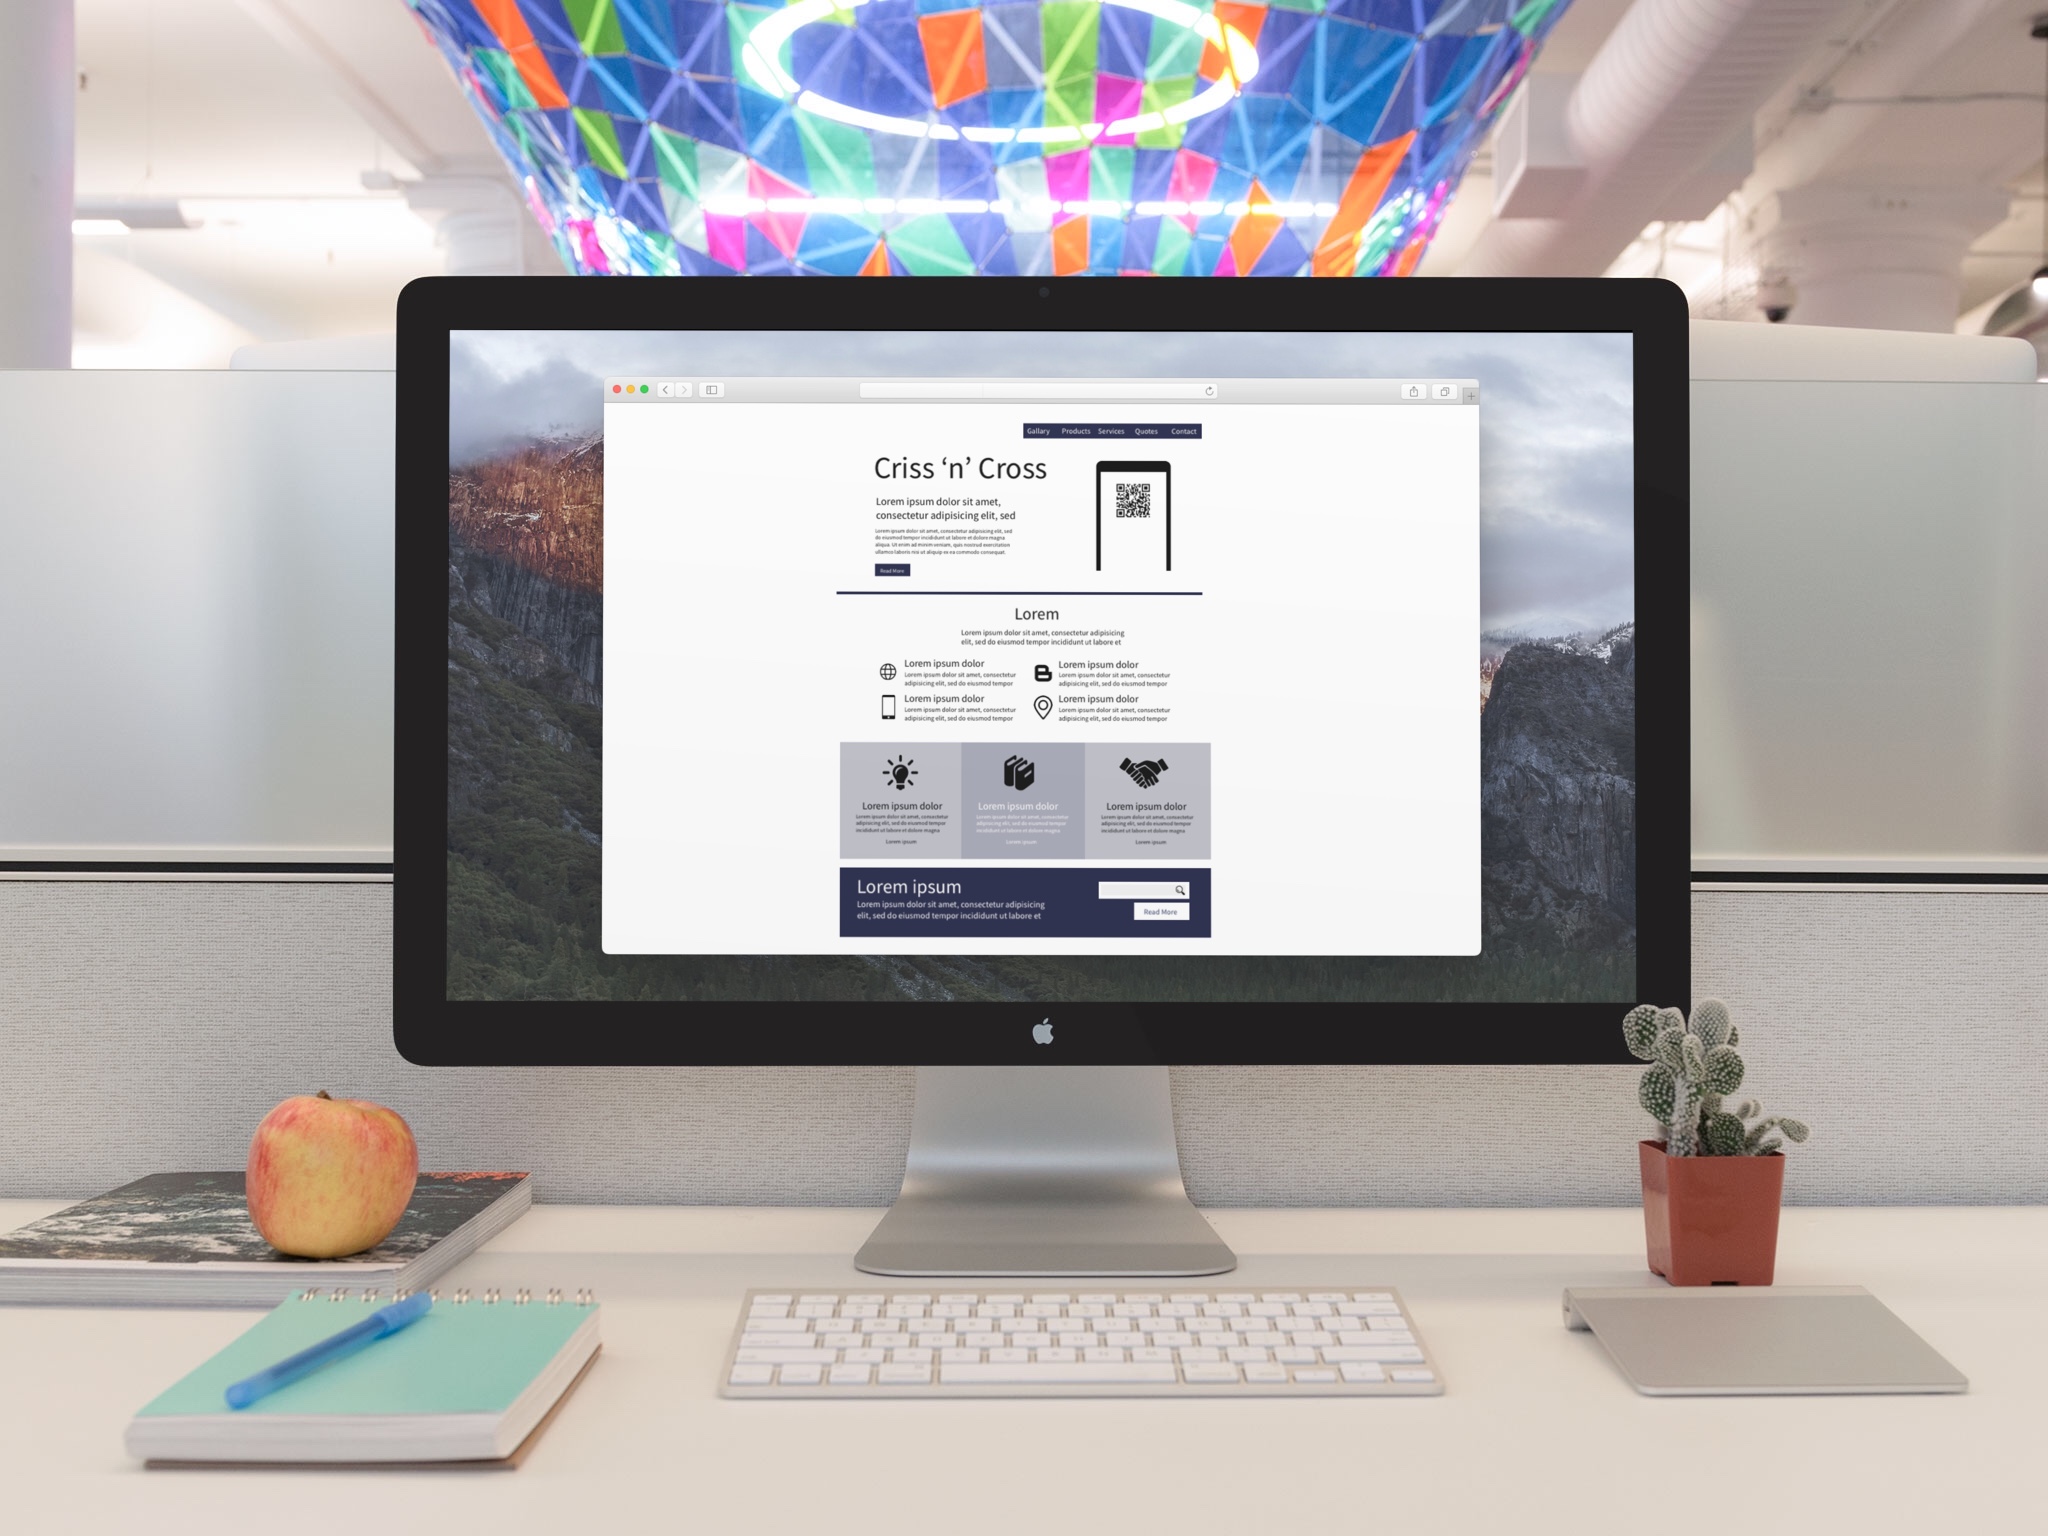 Gallary Products Services Quotes Contact
Criss ‘n’ Cross
Lorem ipsum dolor sit amet,
consectetur adipisicing elit, sed
Lorem ipsum dolor sit amet, consectetur adipisicing elit, sed
do eiusmod tempor incididunt ut labore et dolore magna
aliqua. Ut enim ad minim veniam, quis nostrud exercitation
ullamco laboris nisi ut aliquip ex ea commodo consequat.
Read More
Lorem
Lorem ipsum dolor sit amet, consectetur adipisicing
elit, sed do eiusmod tempor incididunt ut labore et
Lorem ipsum dolor
Lorem ipsum dolor sit amet, consectetur
adipisicing elit, sed do eiusmod tempor
Lorem ipsum dolor
Lorem ipsum dolor sit amet, consectetur
adipisicing elit, sed do eiusmod tempor
Lorem ipsum dolor
Lorem ipsum dolor sit amet, consectetur
adipisicing elit, sed do eiusmod tempor
Lorem ipsum dolor
Lorem ipsum dolor sit amet, consectetur
adipisicing elit, sed do eiusmod tempor
Lorem ipsum dolor
Lorem ipsum dolor sit amet, consectetur
adipisicing elit, sed do eiusmod tempor
incididunt ut labore et dolore magna
Lorem ipsum
Lorem ipsum dolor
Lorem ipsum dolor sit amet, consectetur
adipisicing elit, sed do eiusmod tempor
incididunt ut labore et dolore magna
Lorem ipsum
Lorem ipsum dolor
Lorem ipsum dolor sit amet, consectetur
adipisicing elit, sed do eiusmod tempor
incididunt ut labore et dolore magna
Lorem ipsum
Lorem ipsum
Lorem ipsum dolor sit amet, consectetur adipisicing
elit, sed do eiusmod tempor incididunt ut labore et
Read More